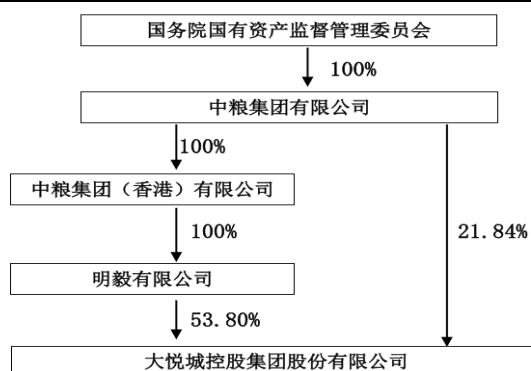 国务院国有资产监督管理委员会
100%
中粮集团有限公司
100%
中粮集团（香港）有限公司
100%
21.84%
明毅有限公司
53.80%
大悦城控股集团股份有限公司